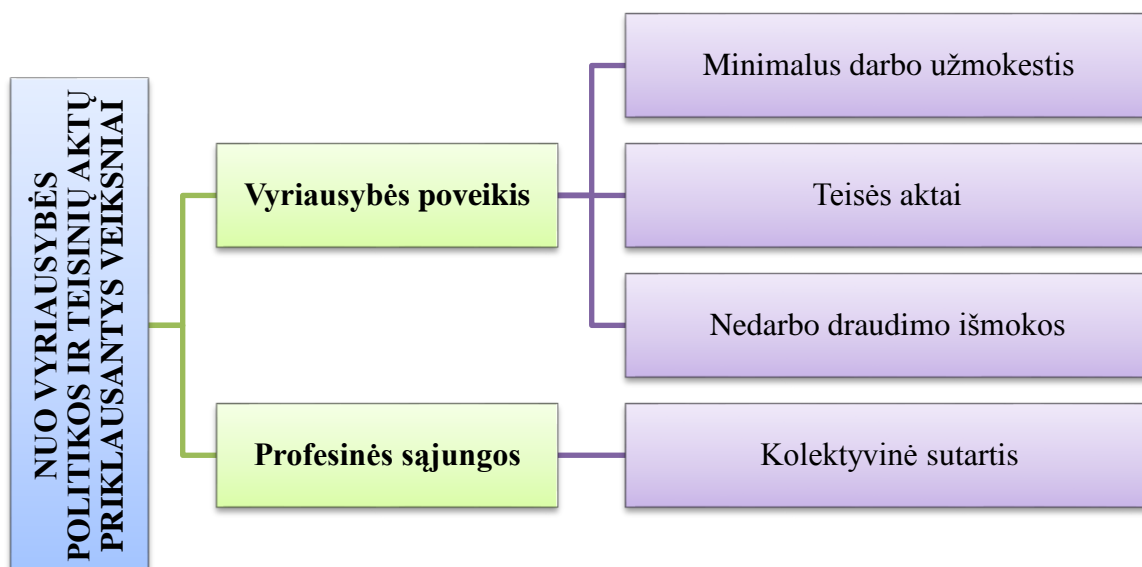 NUO VYRIAUSYBĖS
POLITIKOS IR TEISINIŲ AKTŲ
PRIKLAUSANTYS VEIKSNIAI
Vyriausybės poveikis
Minimalus darbo užmokestis
Teisės aktai
Nedarbo draudimo išmokos
Profesinės sąjungos
Kolektyvinė sutartis